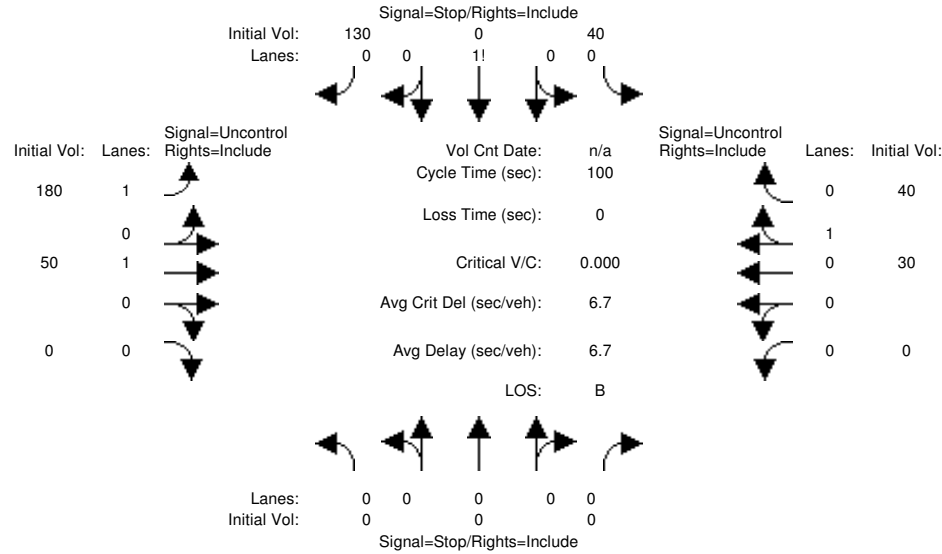 Signal=Stop/Rights=Include
Initial Vol: 130 0 40
Lanes: 0 0 1! 0 0
Signal=Uncontrol
Initial Vol: Lanes: Rights=Include
Vol Cnt Date: n/a
Signal=Uncontrol
Rights=Include Lanes: Initial Vol:
Cycle Time (sec): 100
180 1 0 40
Loss Time (sec): 0
0 1
50 1 Critical V/C: 0.000 0 30
0 Avg Crit Del (sec/veh): 6.7 0
0 0 Avg Delay (sec/veh): 6.7 0 0
LOS: B
Lanes: 0 0 0 0 0
Initial Vol: 0 0 0
Signal=Stop/Rights=Include